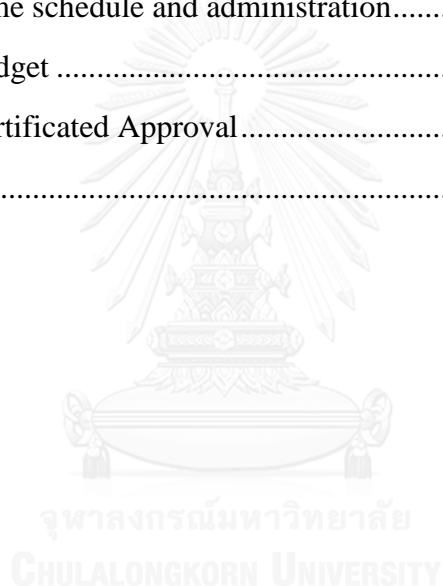 ne schedule and administration......
dget ..........................................
rtificated Approval..........................
..................................................
จุฬาลงกรณ์มหาวิทยาลัย
CHULALONGKORN UNIVERSITY